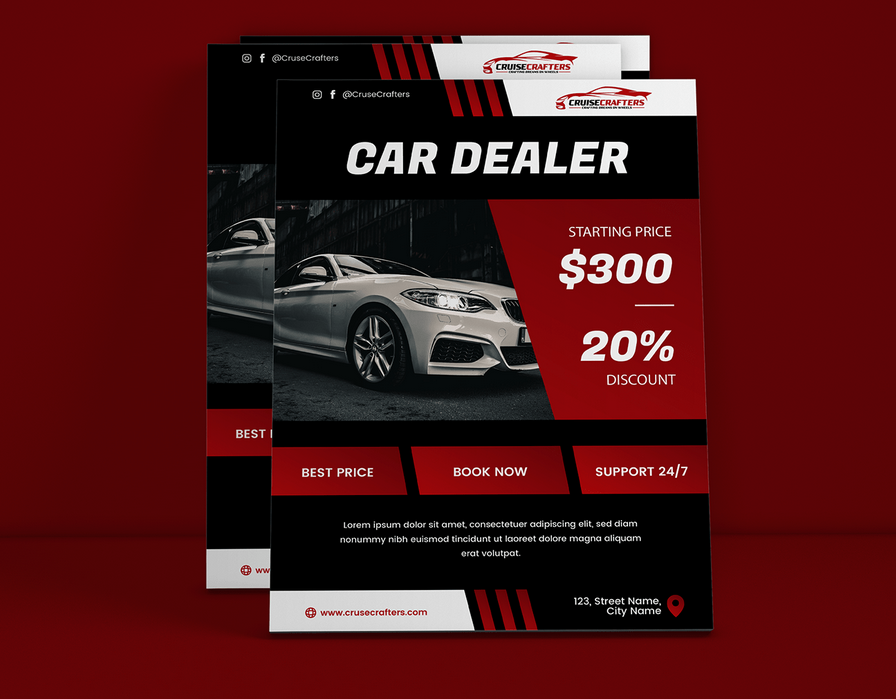 @CruseCrafters
CRUISECRAFTERS
CRAFTING DREAMS ON WHEELS
@CruseCrafters
CRUISECRAFTERS
CRAFTING DREAMS ON WHEELS
CAR DEALER
STARTING PRICE
$300
20%
DISCOUNT
BEST
BEST PRICE
BOOK NOW
SUPPORT 24/7
Lorem ipsum dolor sit amet, consectetuer adipiscing elit, sed diam
nonummy nibh euismod tincidunt ut laoreet dolore magna aliquam
erat volutpat.
ww
www.crusecrafters.com
123, Street Name,
City Name